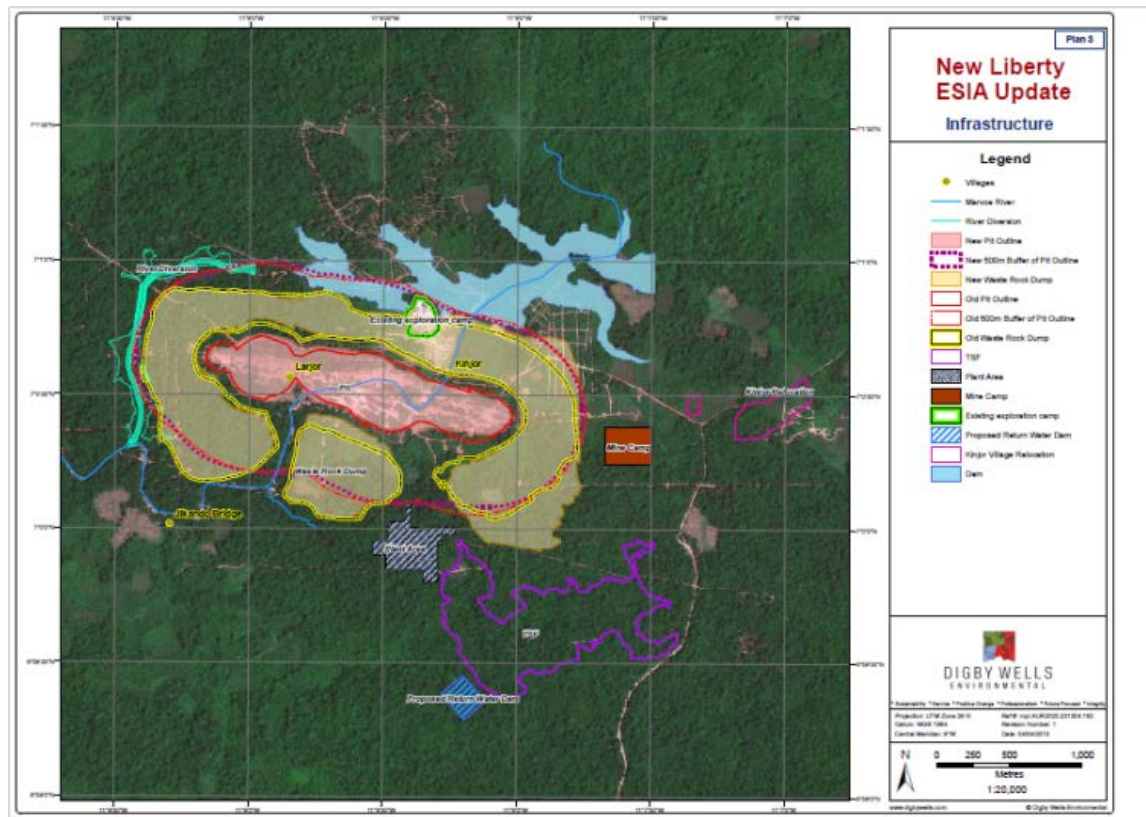 Plan 3
New Liberty
ESIA Update
Infrastructure
Legend
Villages
Marvoe River
River Diversion
New Pit Outline
New 500m Buffer of Pit Outline
New Waste Rock Dump
Old Pit Outline
Old 500m Buffer of Pit Outline
Old Waste Rock Dump
TSF
Plant Area
Mine Camp
Existing exploration camp
Proposed Return Water Dam
Kinjor Village Relocation
Dam
River Diversion
Existing exploration camp
Larjor
Kinjor
Pit
Kinjor Relocation
Mine Camp
Waste Rock Dump
Jikando Bridge
Plant Area
TSF
Proposed Return Water Dam
DIGBY WELLS
ENVIRONMENTAL
N
0 250 500 1,000
Metres
1:20,000
www.digbywells.com
© Digby Wells Environmental